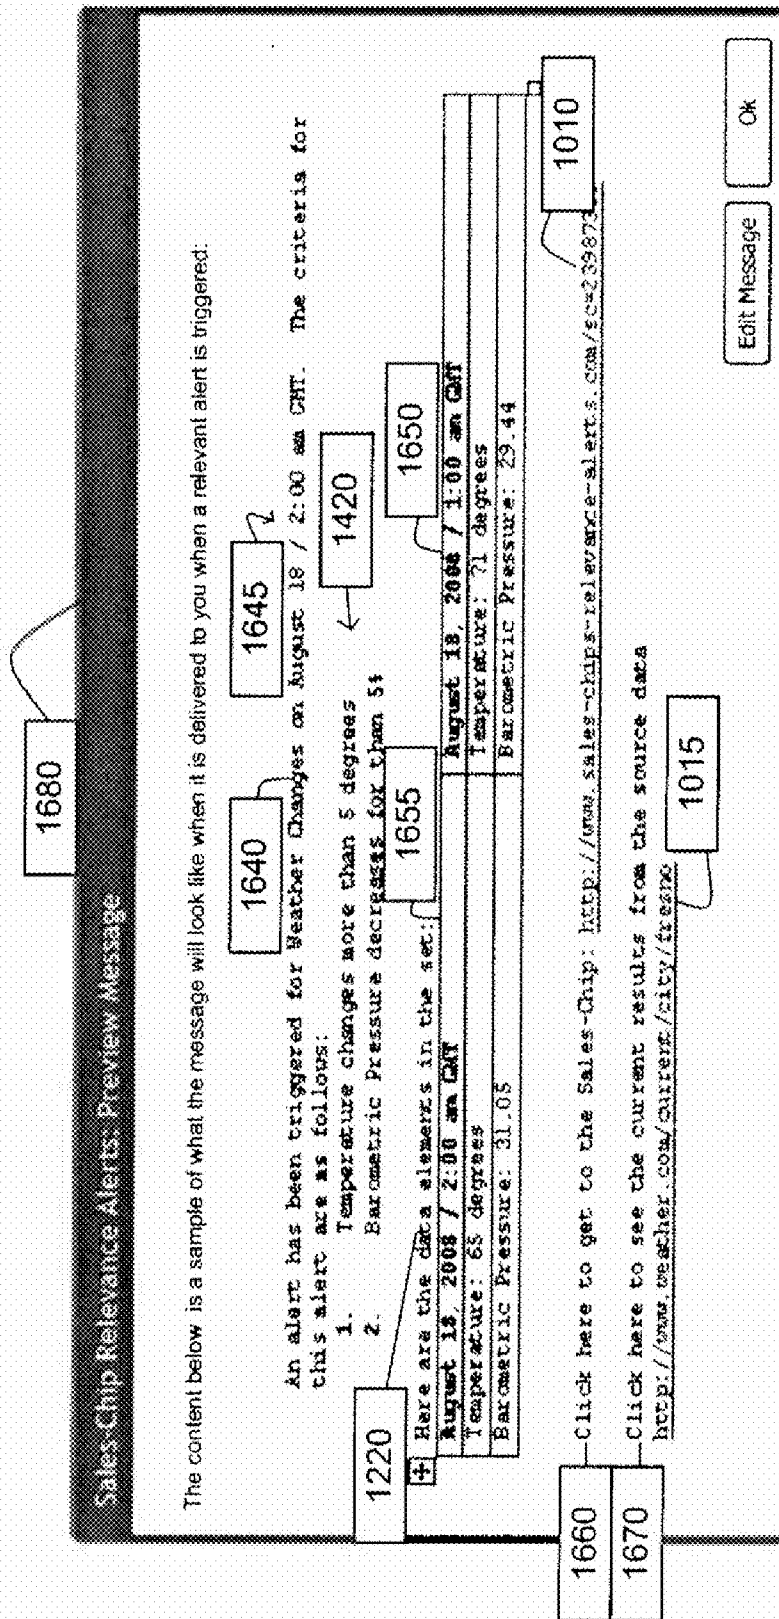 1680
Sales-Chip Relevance Alerts: Preview Message
The content below is a sample of what the message will look like when it is delivered to you when a relevant alert is triggered:
1640
1645
An alert has been triggered for Weather Changes on August 18 / 2:00 am GMT. The criteria for
this alert are as follows:
1420
1. Temperature changes more than 5 degrees
2. Barometric Pressure decreases for than 5%
1220
1655
1650
Here are the data elements in the set:
August 18, 2008 / 2:00 am GMT
August 18, 2008 / 1:00 am GMT
Temperature: 65 degrees
Temperature: 71 degrees
Barometric Pressure: 31.05
Barometric Pressure: 29.44
1010
1660
Click here to get to the Sales-Chip: http://www.sales-chips-relevance-alerts.com/sc=239873
1670
Click here to see the current results from the source data
http://www.weather.com/current/city/fresno
1015
Edit Message
Ok